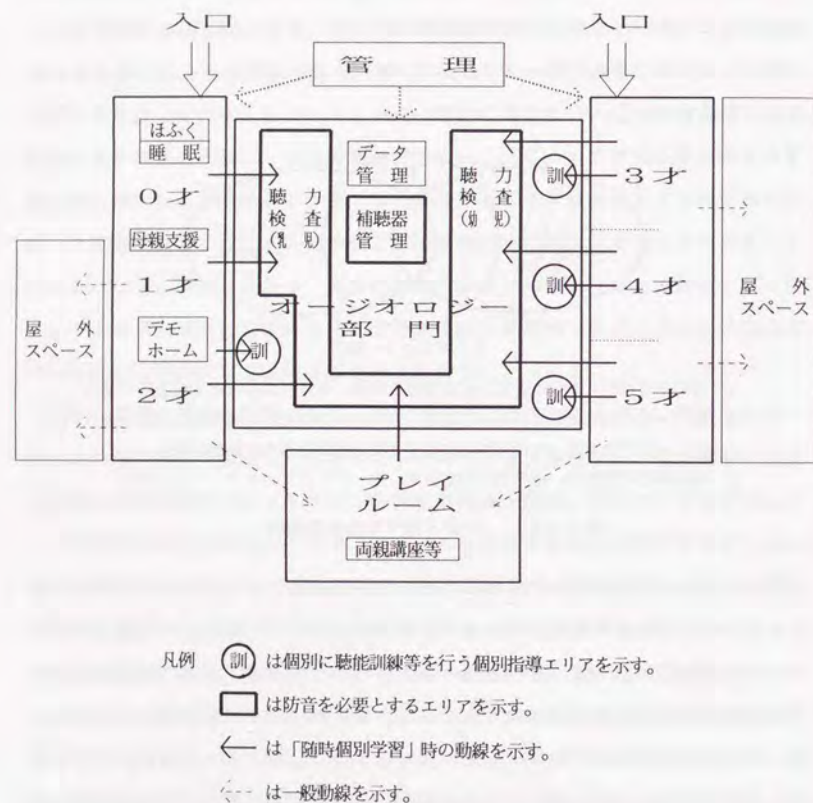 入口
入口
管理
ほふく
睡眠
0才
母親支援
1才
デモ
ホーム
2才
屋外
スペース
訓
聴力
検査
(乳児)
データ
管理
補聴器
管理
聴力
検査
(幼児)
オージオロジー
部門
訓
3才
訓
4才
訓
5才
屋外
スペース
プレイ
ルーム
両親講座等
凡例 訓 は個別に聴能訓練等を行う個別指導エリアを示す。
は防音を必要とするエリアを示す。
は「随時個別学習」時の動線を示す。
は一般動線を示す。